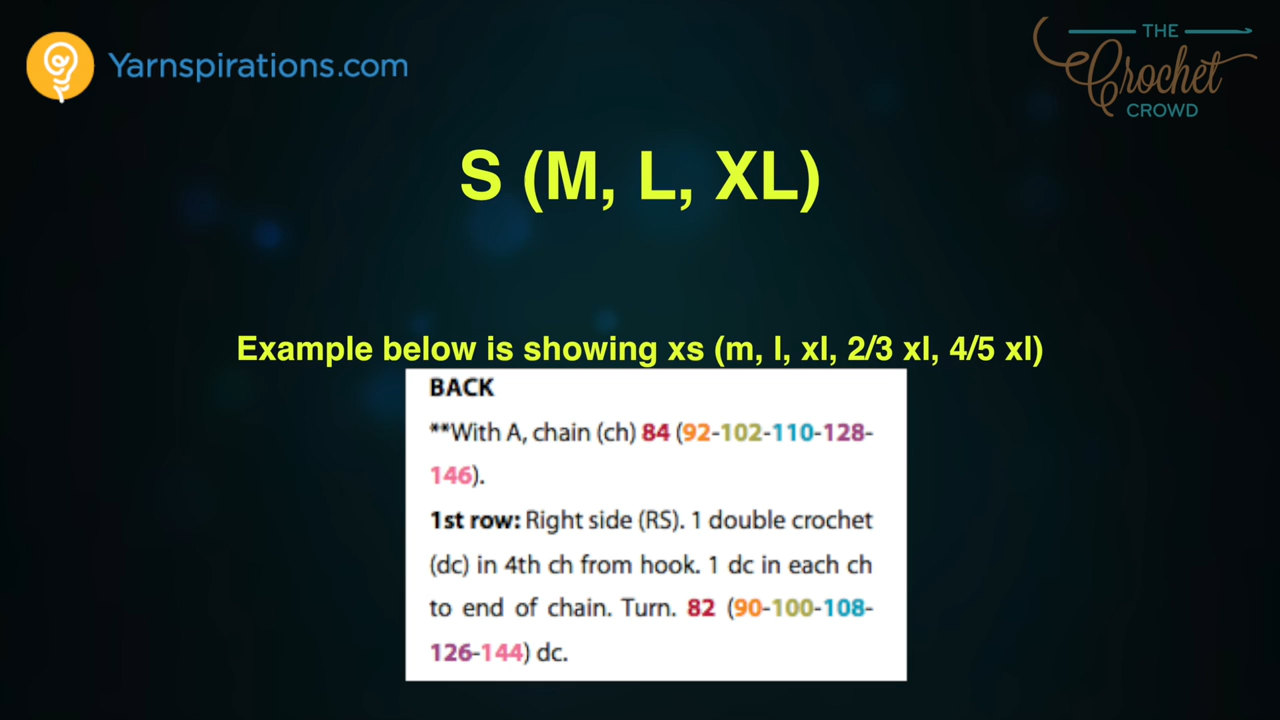 Yarnspirations.com
THE
Crochet
CROWD
S (M, L, XL)
Example below is showing xs (m, l, xl, 2/3 xl, 4/5 xl)
BACK
**With A, chain (ch) 84 (92-102-110-128-
146).
1st row: Right side (RS). 1 double crochet
(dc) in 4th ch from hook. 1 dc in each ch
to end of chain. Turn. 82 (90-100-108-
126-144) dc.